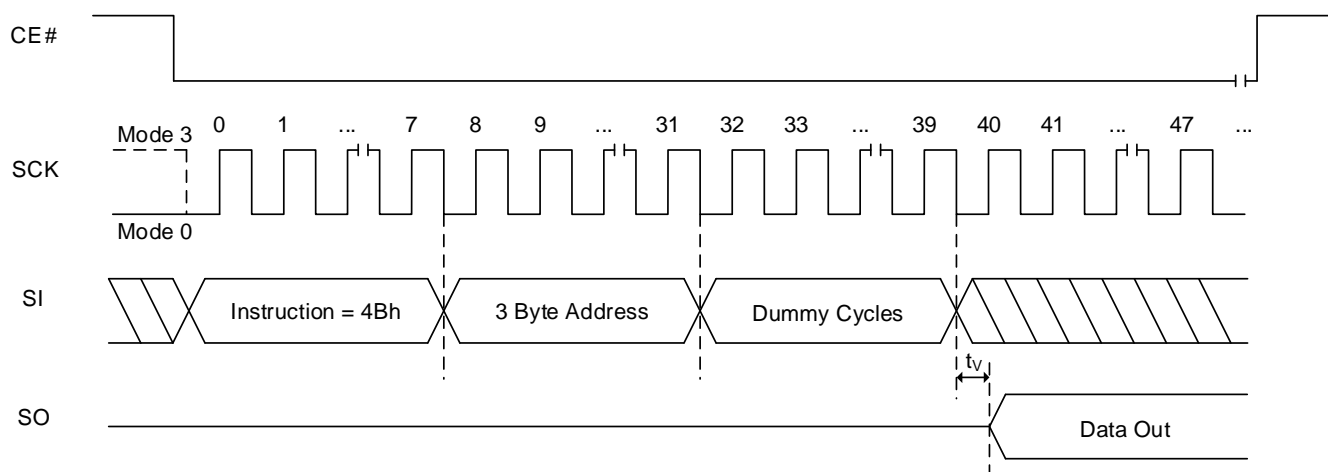 CE#
Mode 3 0 1 ... 7 8 9 ... 31 32 33 ... 39 40 41 ... 47 ...
SCK
Mode 0
SI Instruction = 4Bh 3 Byte Address Dummy Cycles
tV
SO Data Out